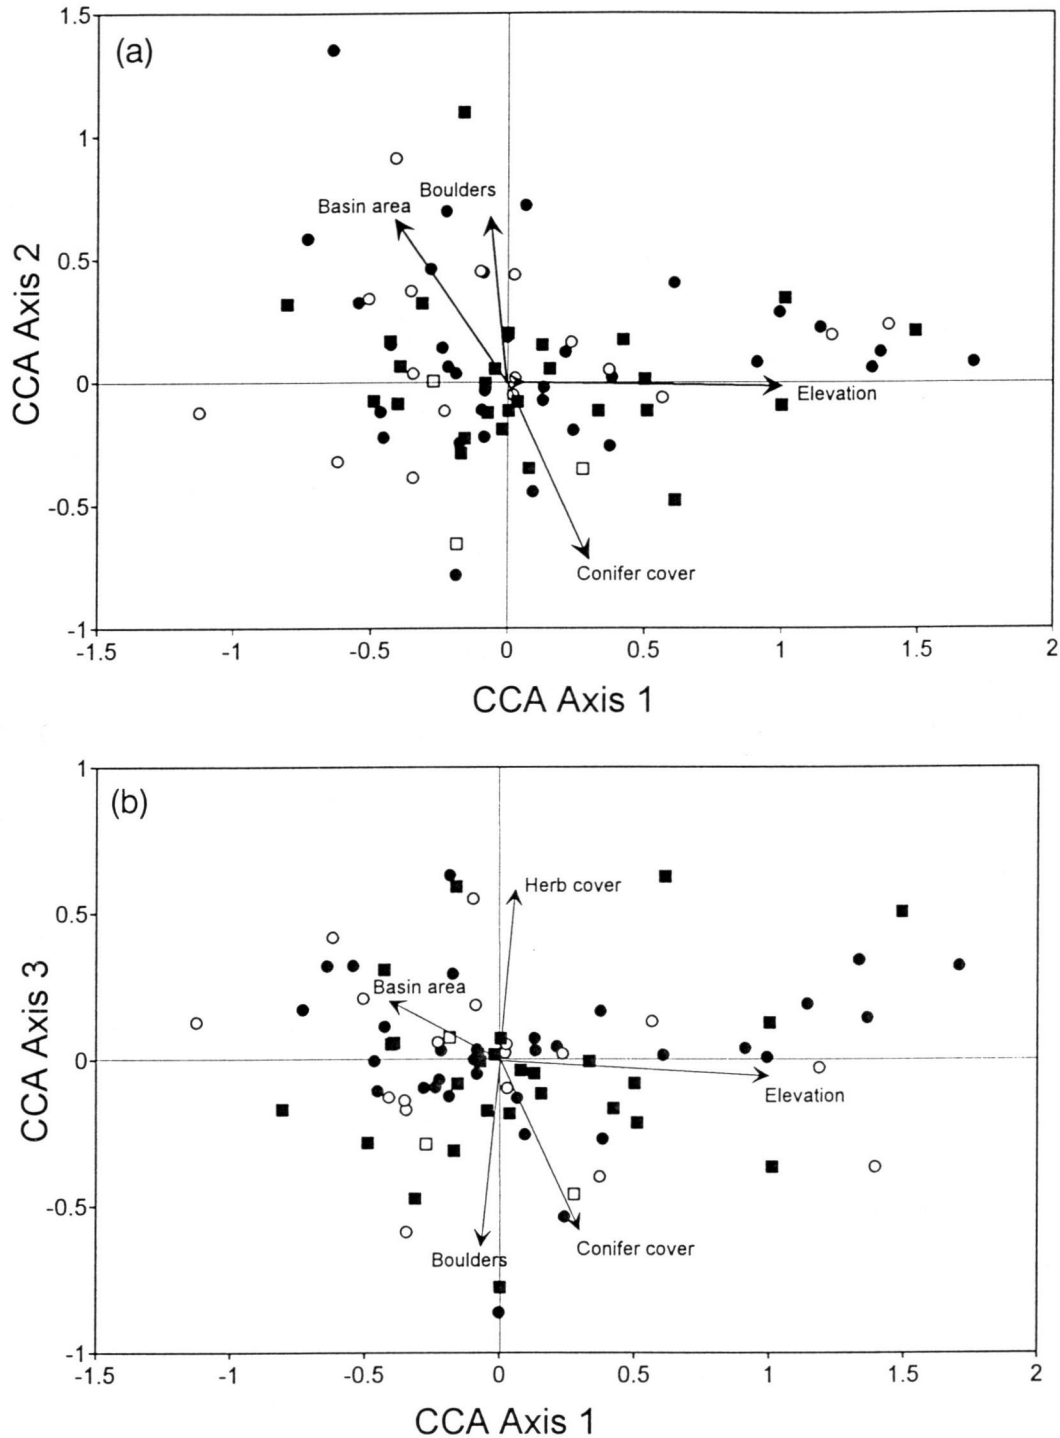 (a)
1.5
1
0.5
0
-0.5
-1
CCA Axis 2
Boulders
Basin area
Elevation
Conifer cover
-1.5 -1 -0.5 0 0.5 1 1.5 2
CCA Axis 1
(b)
1
0.5
0
-0.5
-1
CCA Axis 3
Herb cover
Basin area
Elevation
Boulders
Conifer cover
-1.5 -1 -0.5 0 0.5 1 1.5 2
CCA Axis 1